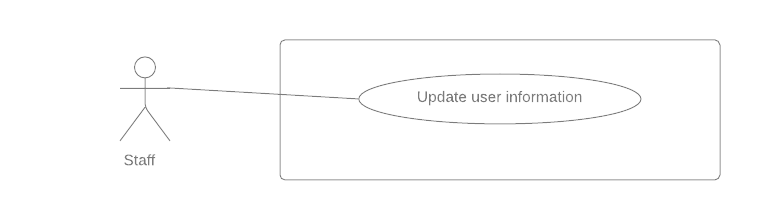 Update user information
Staff